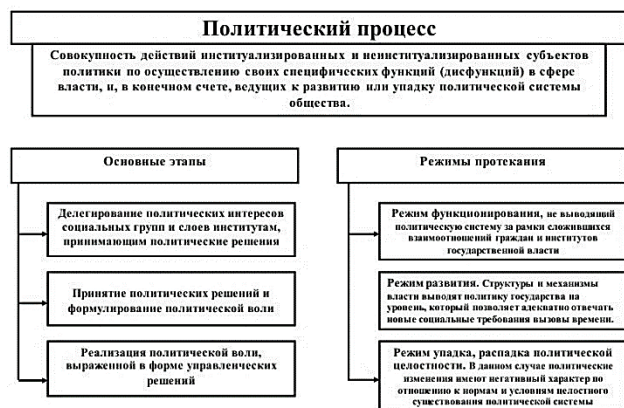 Политический процесс
Совокупность действий институализированных и неинституализированных субъектов
политики по осуществлению своих специфических функций (дисфункций) в сфере
власти, и, в конечном счете, ведущих к развитию или упадку политической системы
общества.
Основные этапы
Делегирование политических интересов
социальных групп и слоев институтам,
принимающим политические решения
Принятие политических решений и
формулирование политической воли
Реализация политической воли,
выраженной в форме управленческих
решений
Режимы протекания
Режим функционирования, не выводящий
политическую систему за рамки сложившихся
взаимоотношений граждан и институтов
государственной власти
Режим развития. Структуры и механизмы
власти выводят политику государства на
уровень, который позволяет адекватно отвечать
новые социальные требования вызовы времени.
Режим упадка, распада политической
целостности. В данном случае политические
изменения имеют негативный характер по
отношению к нормам и условиям целостного
существования политической системы